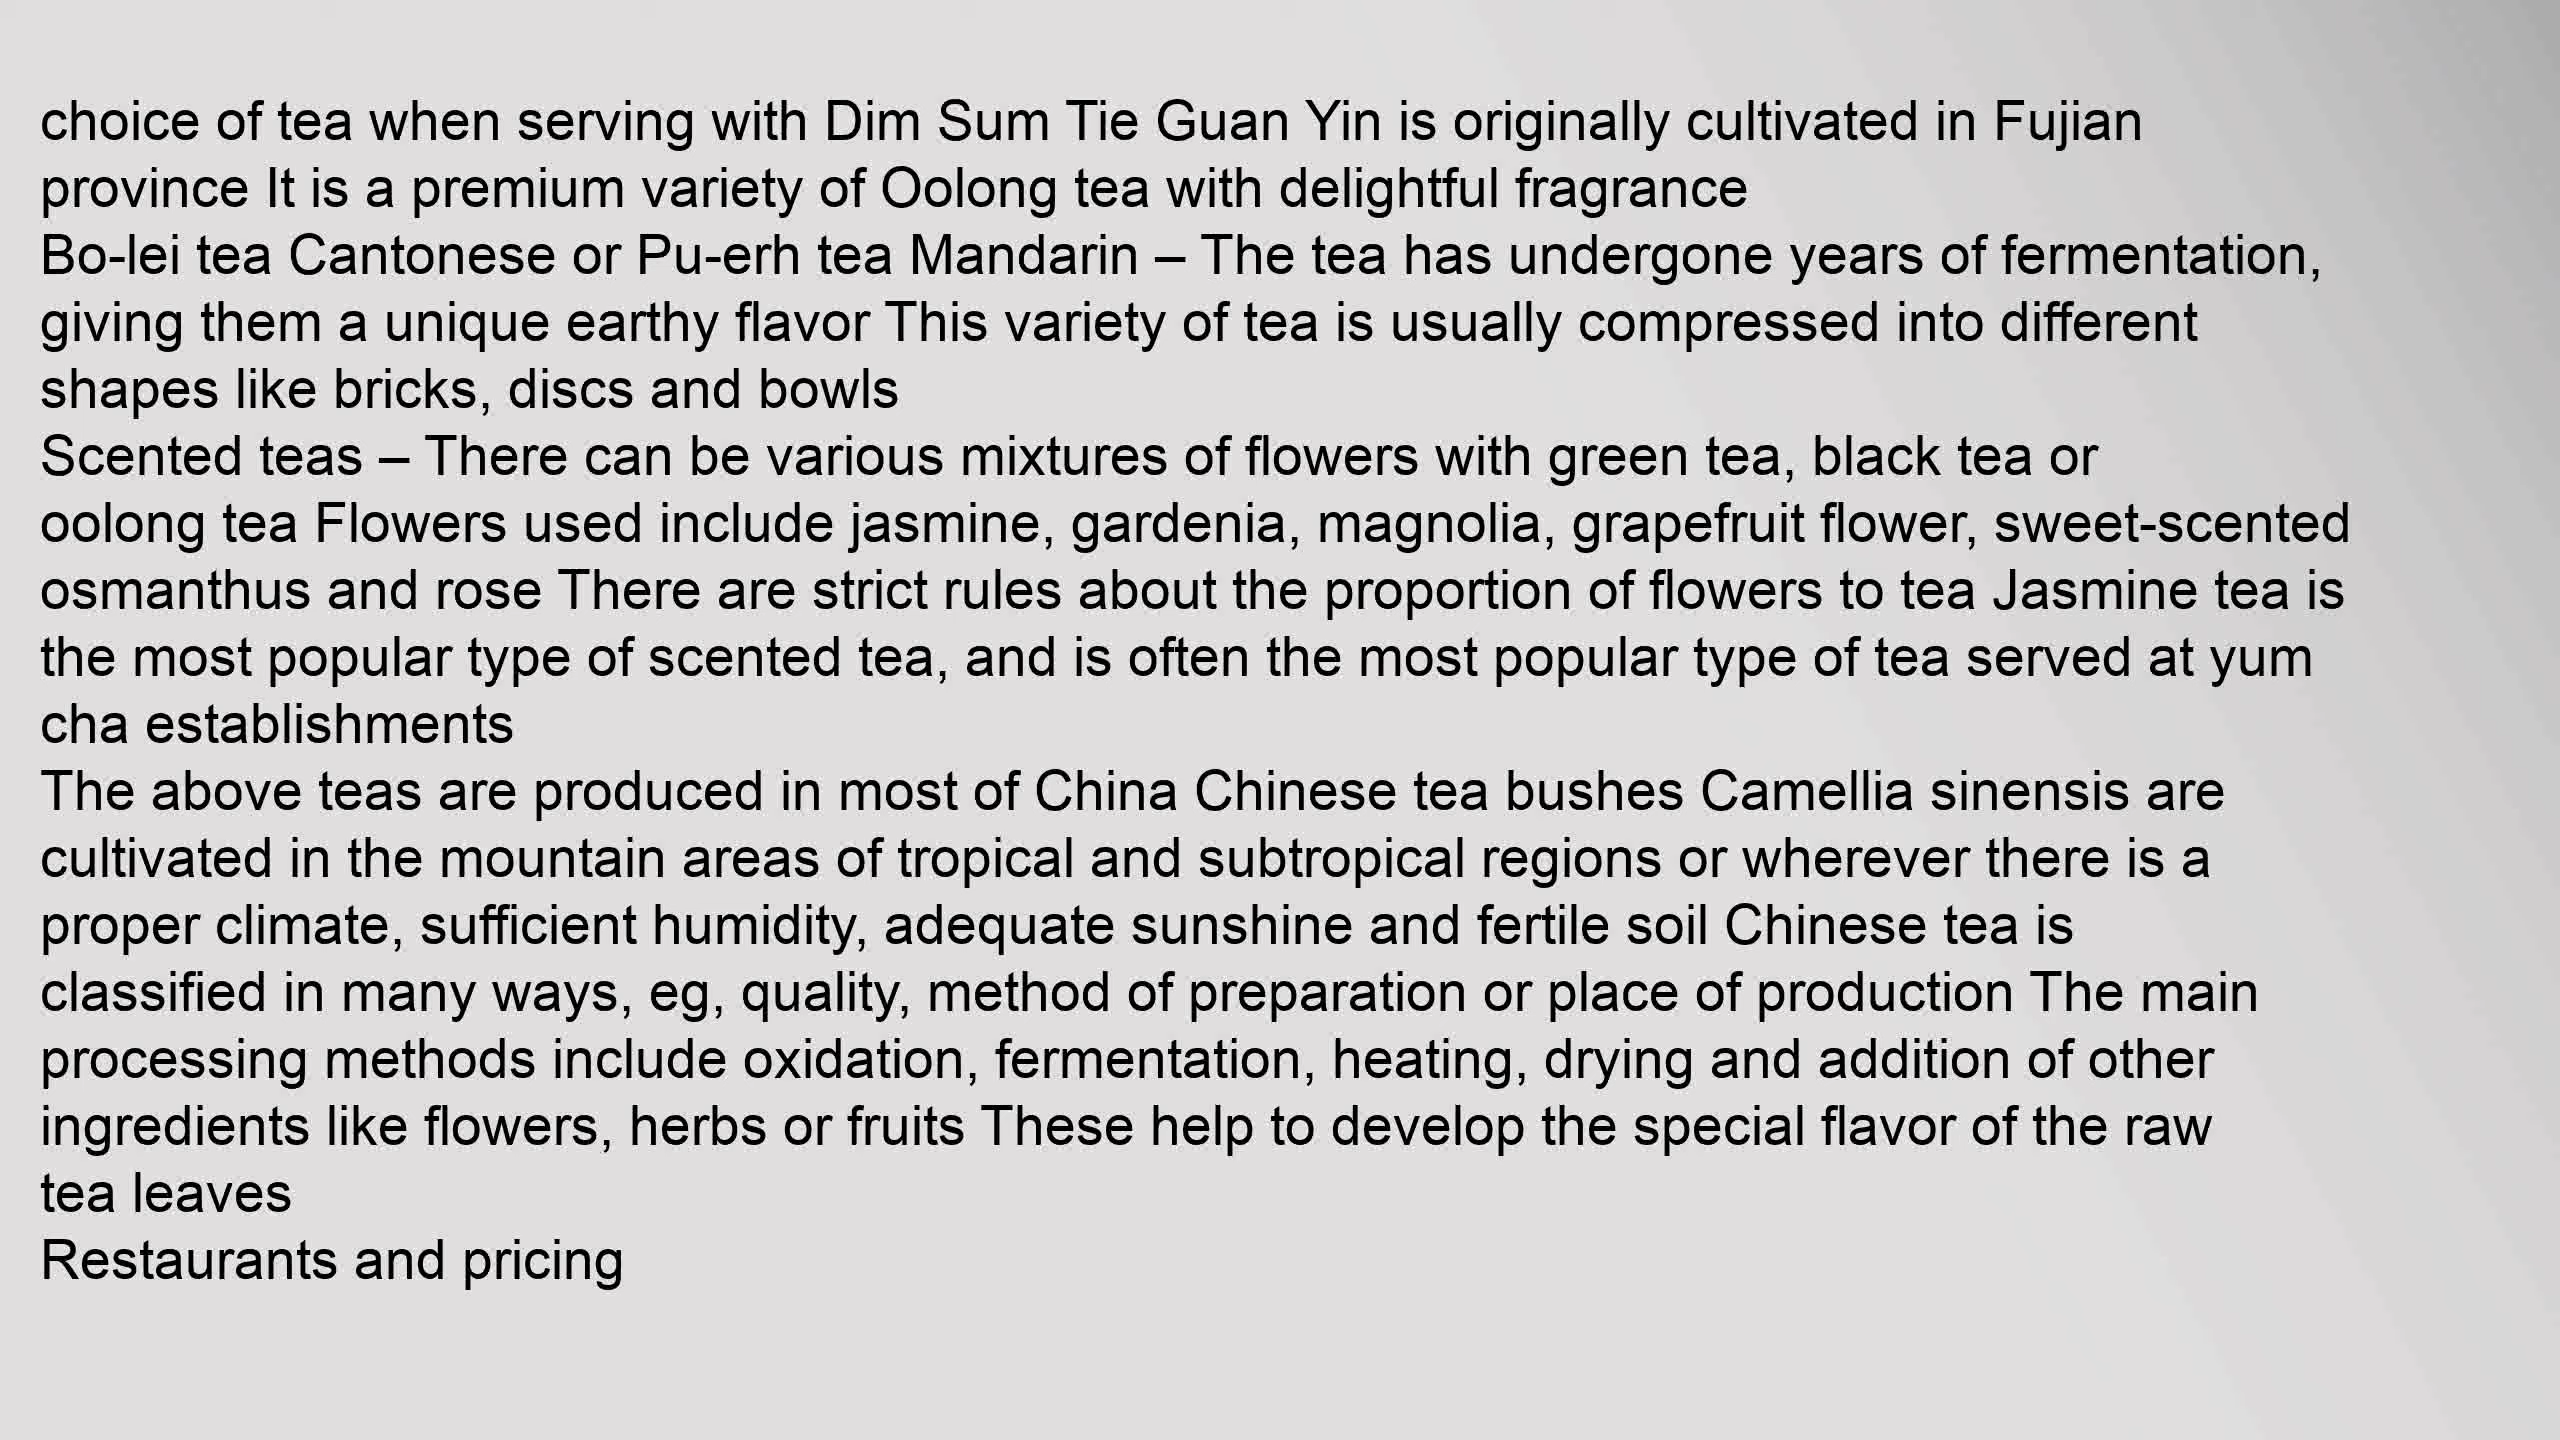 choice of tea when serving with Dim Sum Tie Guan Yin is originally cultivated in Fujian
province It is a premium variety of Oolong tea with delightful fragrance
Bo-lei tea Cantonese or Pu-erh tea Mandarin – The tea has undergone years of fermentation,
giving them a unique earthy flavor This variety of tea is usually compressed into different
shapes like bricks, discs and bowls
Scented teas – There can be various mixtures of flowers with green tea, black tea or
oolong tea Flowers used include jasmine, gardenia, magnolia, grapefruit flower, sweet-scented
osmanthus and rose There are strict rules about the proportion of flowers to tea Jasmine tea is
the most popular type of scented tea, and is often the most popular type of tea served at yum
cha establishments
The above teas are produced in most of China Chinese tea bushes Camellia sinensis are
cultivated in the mountain areas of tropical and subtropical regions or wherever there is a
proper climate, sufficient humidity, adequate sunshine and fertile soil Chinese tea is
classified in many ways, eg, quality, method of preparation or place of production The main
processing methods include oxidation, fermentation, heating, drying and addition of other
ingredients like flowers, herbs or fruits These help to develop the special flavor of the raw
tea leaves
Restaurants and pricing